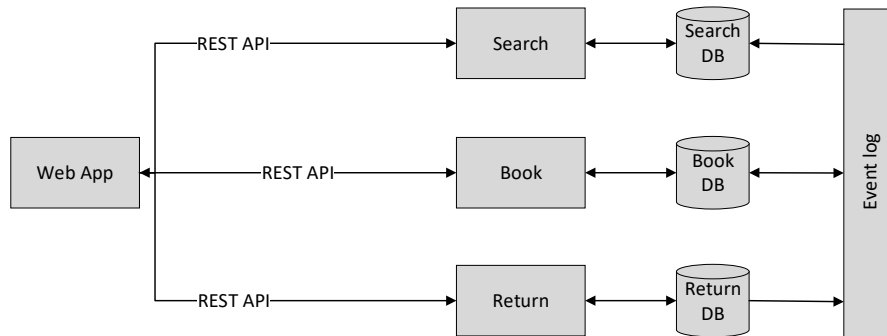 REST API
Search
Search
DB
Web App
REST API
Book
Book
DB
Event log
REST API
Return
Return
DB